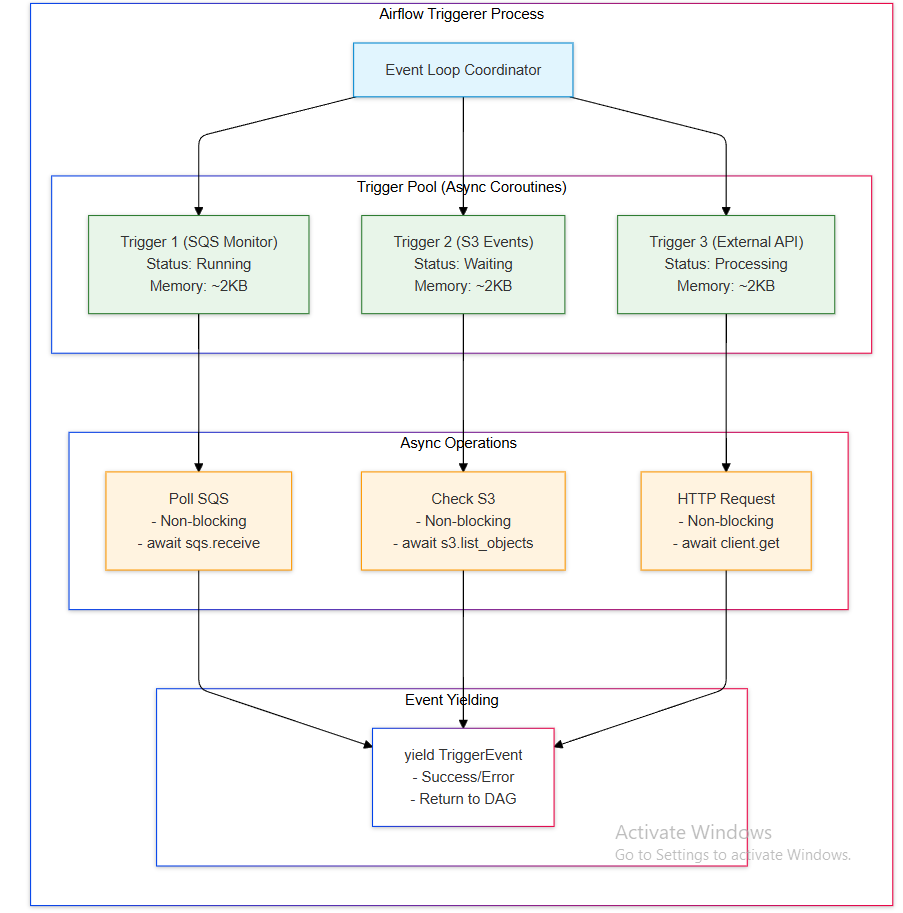 Airflow Triggerer Process
Event Loop Coordinator
Trigger Pool (Async Coroutines)
Trigger 1 (SQS Monitor)
Status: Running
Memory: ~2KB
Trigger 2 (S3 Events)
Status: Waiting
Memory: ~2KB
Trigger 3 (External API)
Status: Processing
Memory: ~2KB
Async Operations
Poll SQS
- Non-blocking
- await sqs.receive
Check S3
- Non-blocking
- await s3.list_objects
HTTP Request
- Non-blocking
- await client.get
Event Yielding
yield TriggerEvent
- Success/Error
- Return to DAG
Activate Windows
Go to Settings to activate Windows.